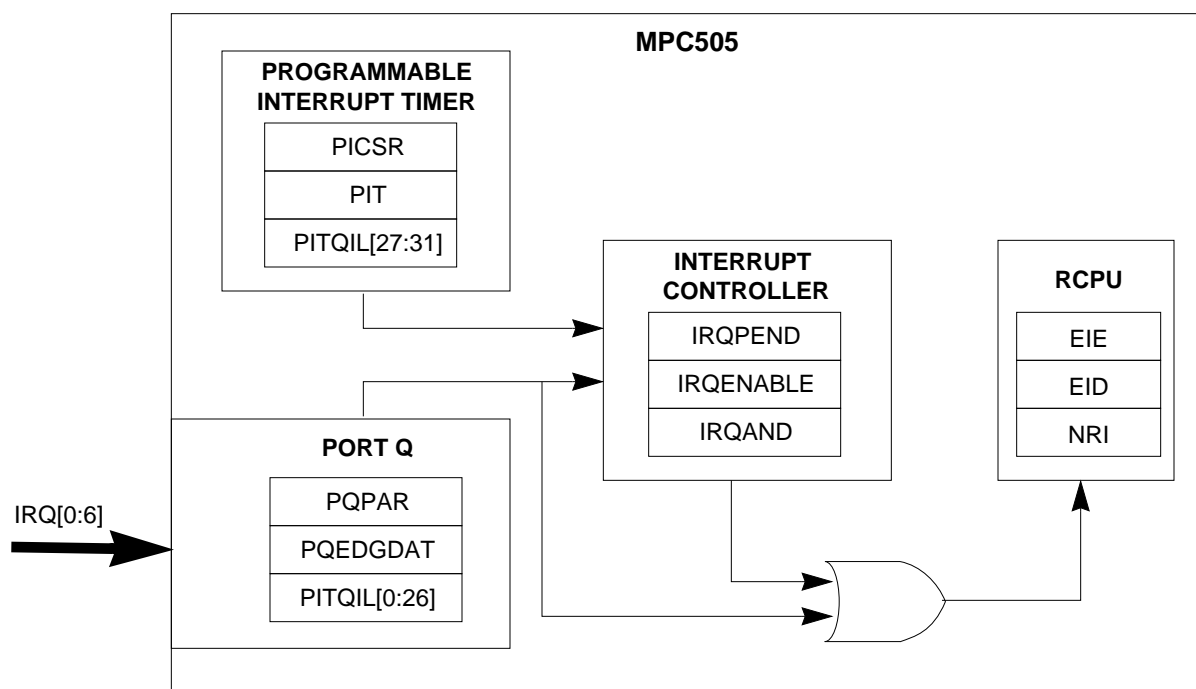 MPC505
PROGRAMMABLE
INTERRUPT TIMER
PICSR
PIT
PITQIL[27:31]
INTERRUPT
CONTROLLER
IRQPEND
IRQENABLE
IRQAND
RCPU
EIE
EID
NRI
PORT Q
PQPAR
PQEDGDAT
PITQIL[0:26]
IRQ[0:6]